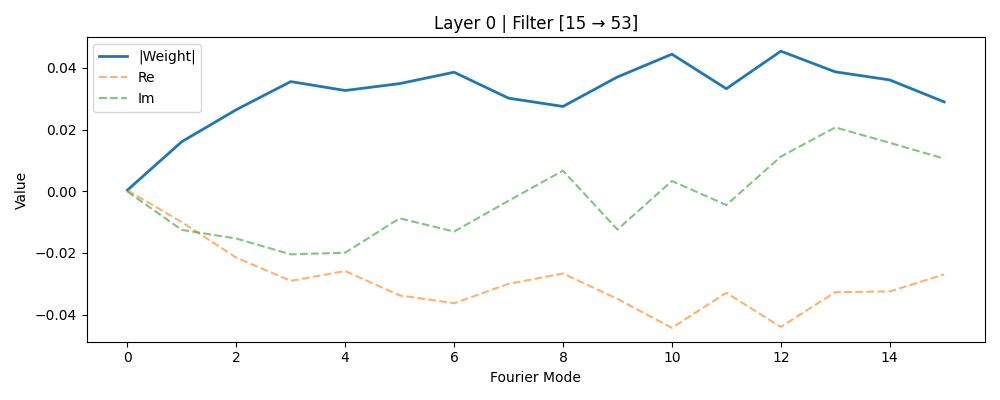 Layer 0 | Filter [15 → 53]
|Weight|
Re
Im
0.04
0.02
0.00
−0.02
−0.04
Value
0 2 4 6 8 10 12 14
Fourier Mode